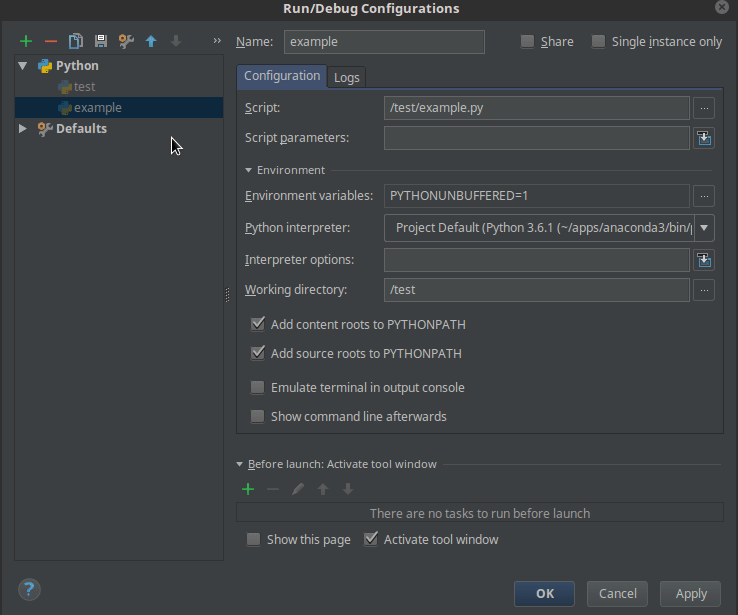 Run/Debug Configurations
Name: example Share Single instance only
Python
test
example
Defaults
Configuration Logs
Script: /test/example.py ...
Script parameters:
Environment
Environment variables: PYTHONUNBUFFERED=1 ...
Python interpreter: Project Default (Python 3.6.1 (~/apps/anaconda3/bin/
Interpreter options:
Working directory: /test ...
Add content roots to PYTHONPATH
Add source roots to PYTHONPATH
Emulate terminal in output console
Show command line afterwards
Before launch: Activate tool window
There are no tasks to run before launch
Show this page Activate tool window
? OK Cancel Apply